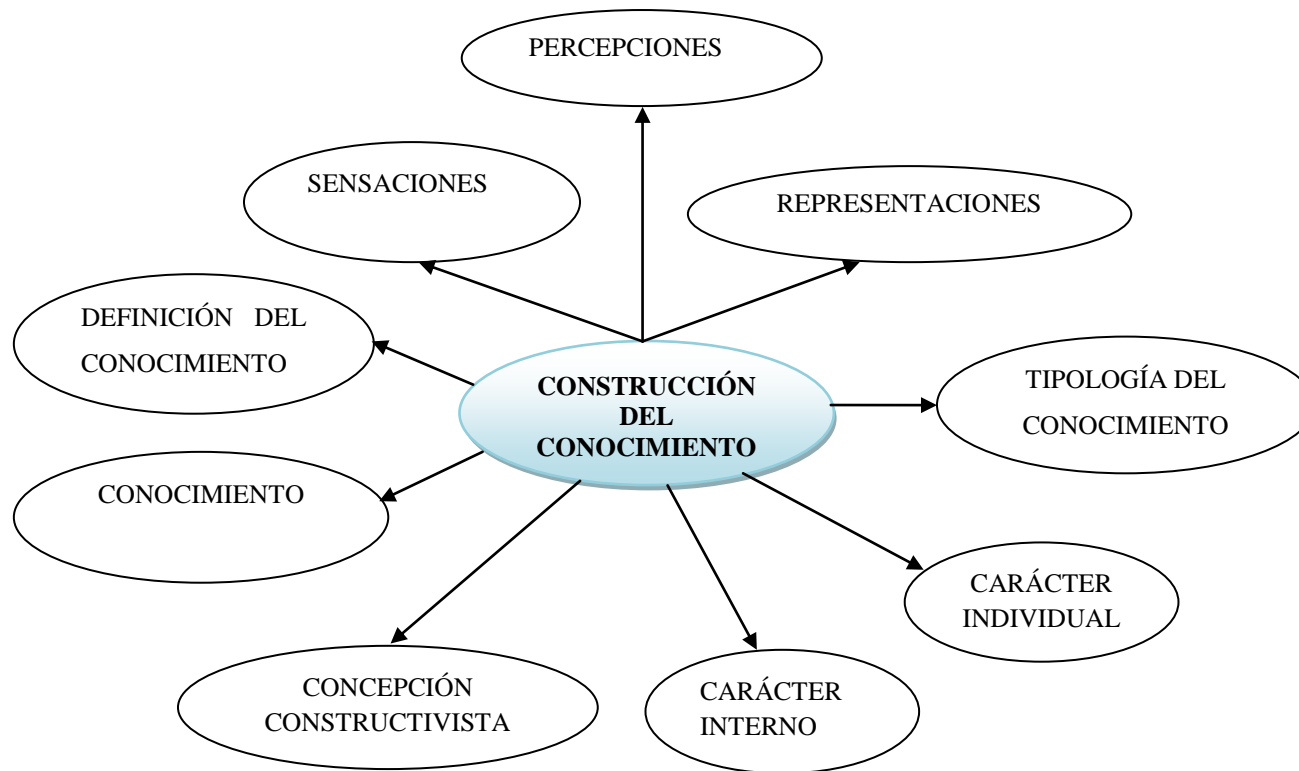 PERCEPCIONES
SENSACIONES
REPRESENTACIONES
DEFINICIÓN DEL
CONOCIMIENTO
CONSTRUCCIÓN
DEL
CONOCIMIENTO
TIPOLOGÍA DEL
CONOCIMIENTO
CONOCIMIENTO
CARÁCTER
INDIVIDUAL
CONCEPCIÓN
CONSTRUCTIVISTA
CARÁCTER
INTERNO